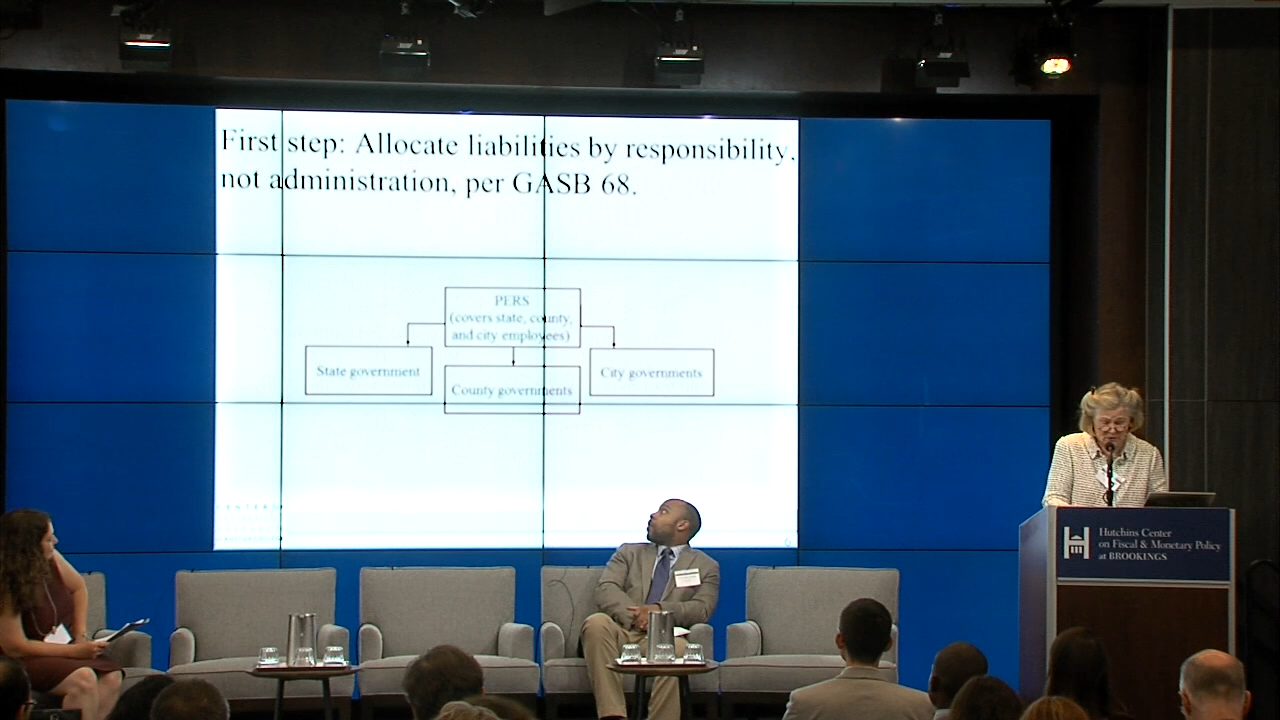 First step: Allocate liabilities by responsibility,
not administration, per GASB 68.
PERS
(covers state, county,
and city employees)
State government
County governments
City governments
6
Hutchins Center
on Fiscal & Monetary Policy
at BROOKINGS